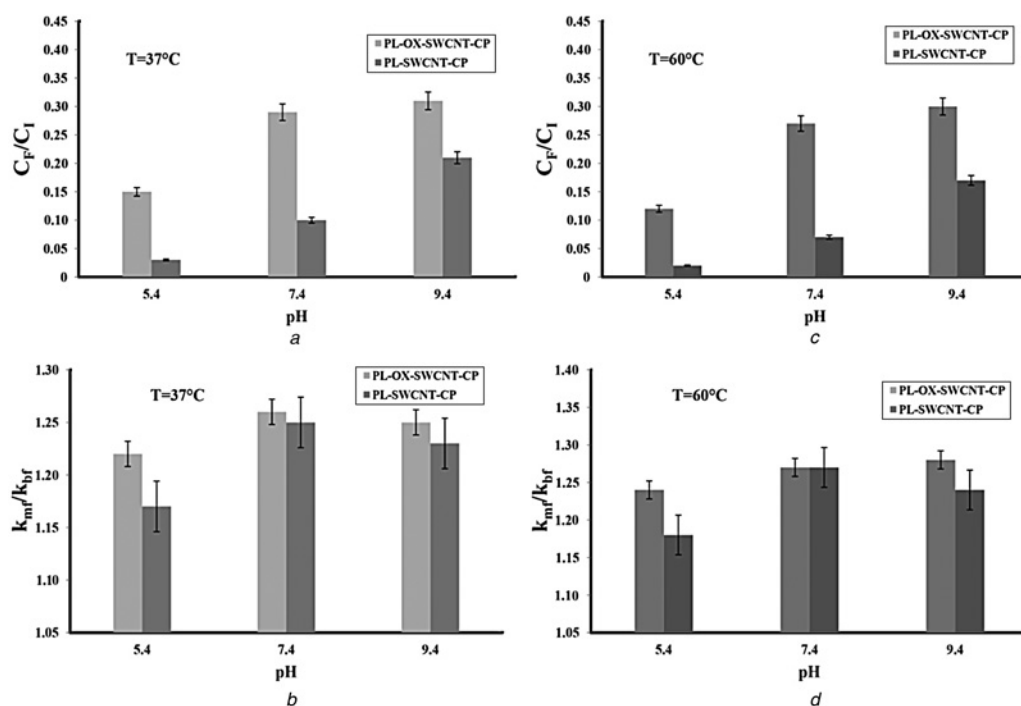 0.45
0.40
0.35
0.30
0.25
0.20
0.15
0.10
0.05
0
C_F/C_I
T=37°C
PL-OX-SWCNT-CP
PL-SWCNT-CP
5.4 7.4 9.4
pH
a
0.45
0.40
0.35
0.30
0.25
0.20
0.15
0.10
0.05
0
C_F/C_I
T=60°C
PL-OX-SWCNT-CP
PL-SWCNT-CP
5.4 7.4 9.4
pH
c
1.30
1.25
1.20
1.15
1.10
1.05
k_mf/k_bf
T=37°C
PL-OX-SWCNT-CP
PL-SWCNT-CP
5.4 7.4 9.4
pH
b
1.40
1.35
1.30
1.25
1.20
1.15
1.10
1.05
k_mf/k_bf
T=60°C
PL-OX-SWCNT-CP
PL-SWCNT-CP
5.4 7.4 9.4
pH
d